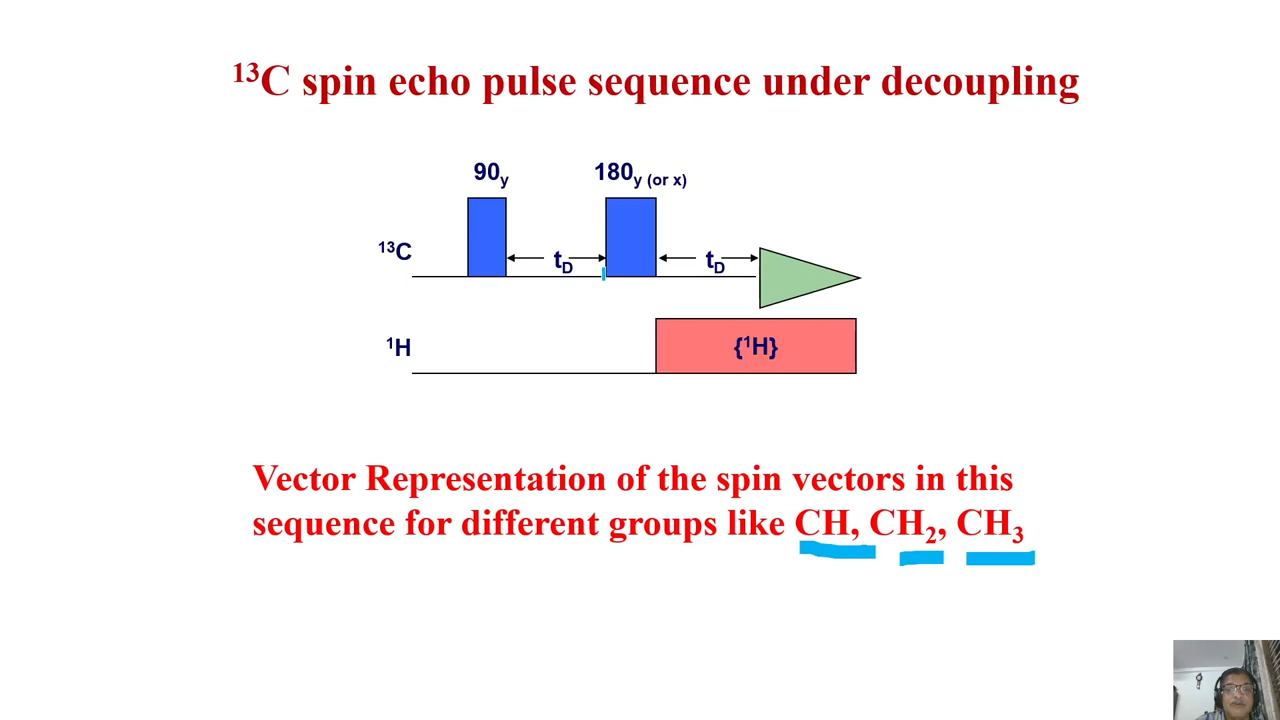 ¹³C spin echo pulse sequence under decoupling
90y 180y (or x)
¹³C tD tD
¹H {¹H}
Vector Representation of the spin vectors in this
sequence for different groups like CH, CH₂, CH₃